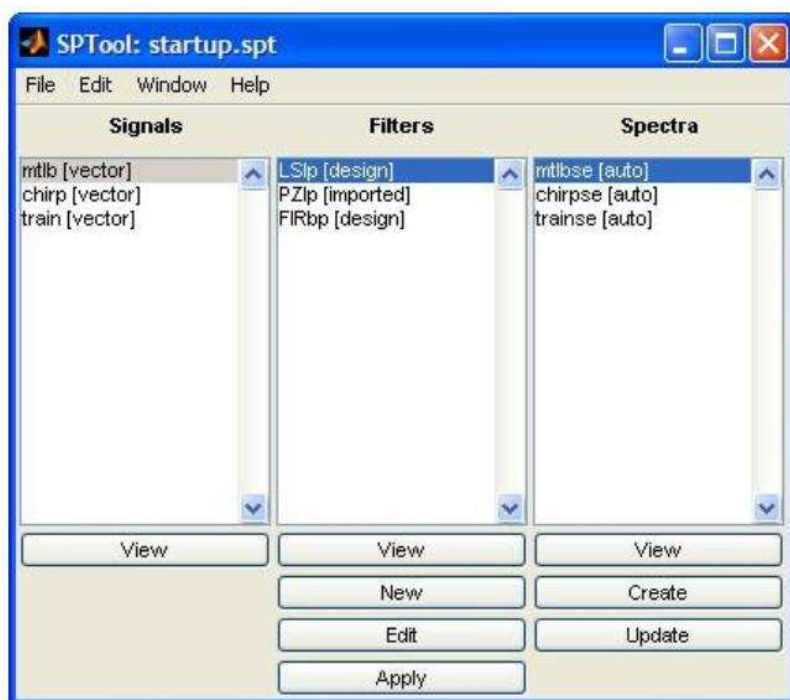 SPTool: startup.spt
File Edit Window Help
Signals Filters Spectra
mtlb [vector] LSlp [design] mtlbse [auto]
chirp [vector] PZlp [imported] chirpse [auto]
train [vector] FIRbp [design] trainse [auto]
View View View
New Create
Edit Update
Apply